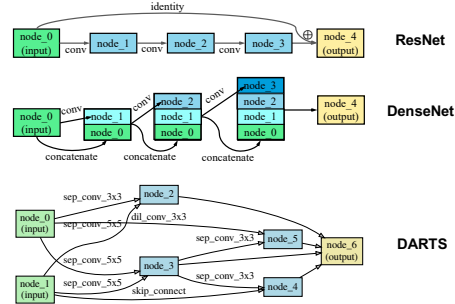 identity
node_0
(input)
conv
node_1
conv
node_2
conv
node_3
conv
⊕
node_4
(output)
ResNet
node_0
(input)
conv
concatenate
node_1
node_0
conv
concatenate
node_2
node_1
node_0
conv
concatenate
node_3
node_2
node_1
node_0
node_4
(output)
DenseNet
node_0
(input)
node_1
(input)
sep_conv_3x3
sep_conv_5x5
dil_conv_3x3
sep_conv_5x5
sep_conv_5x5
skip_connect
node_2
node_3
sep_conv_3x3
sep_conv_3x3
node_5
node_4
node_6
(output)
DARTS